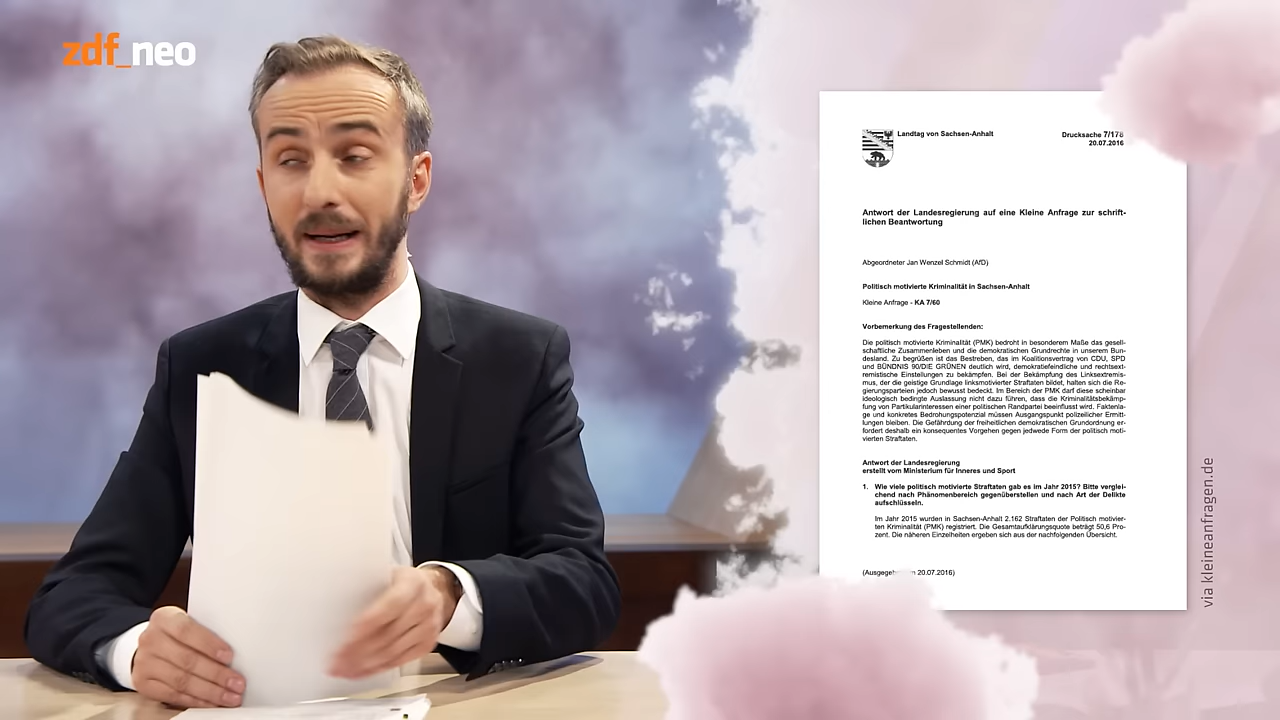 zdf_neo
Landtag von Sachsen-Anhalt
Drucksache 7/176
20.07.2016
Antwort der Landesregierung auf eine Kleine Anfrage zur schrift-
lichen Beantwortung
Abgeordneter Jan Wenzel Schmidt (AfD)
Politisch motivierte Kriminalität in Sachsen-Anhalt
Kleine Anfrage - KA 7/60
Vorbemerkung des Fragestellenden:
Die politisch motivierte Kriminalität (PMK) bedroht in besonderem Maße das gesell-
schaftliche Zusammenleben und die demokratischen Grundrechte in unserem Bun-
desland. Zu begrüßen ist das Bestreben, das im Koalitionsvertrag von CDU, SPD
und BÜNDNIS 90/DIE GRÜNEN deutlich wird, demokratiefeindliche und rechtsext-
remistische Einstellungen zu bekämpfen. Bei der Bekämpfung des Linksextremis-
mus, der die geistige Grundlage linksmotivierter Straftaten bildet, halten sich die Re-
gierungsparteien jedoch bewusst bedeckt. Im Bereich der PMK darf diese scheinbar
ideologisch bedingte Auslassung nicht dazu führen, dass die Kriminalitätsbekämp-
fung von Partikularinteressen einer politischen Randpartei beeinflusst wird. Faktenla-
ge und konkretes Bedrohungspotenzial müssen Ausgangspunkt polizeilicher Ermitt-
lungen bleiben. Die Gefährdung der freiheitlichen demokratischen Grundordnung er-
fordert deshalb ein konsequentes Vorgehen gegen jedwede Form der politisch moti-
vierten Straftaten.
Antwort der Landesregierung
erstellt vom Ministerium für Inneres und Sport
1. Wie viele politisch motivierte Straftaten gab es im Jahr 2015? Bitte verglei-
chend nach Phänomenbereich gegenüberstellen und nach Art der Delikte
aufschlüsseln.
Im Jahr 2015 wurden in Sachsen-Anhalt 2.162 Straftaten der Politisch motivier-
ten Kriminalität (PMK) registriert. Die Gesamtaufklärungsquote beträgt 50,6 Pro-
zent. Die näheren Einzelheiten ergeben sich aus der nachfolgenden Übersicht.
20.07.2016)
via kleineanfragen.de